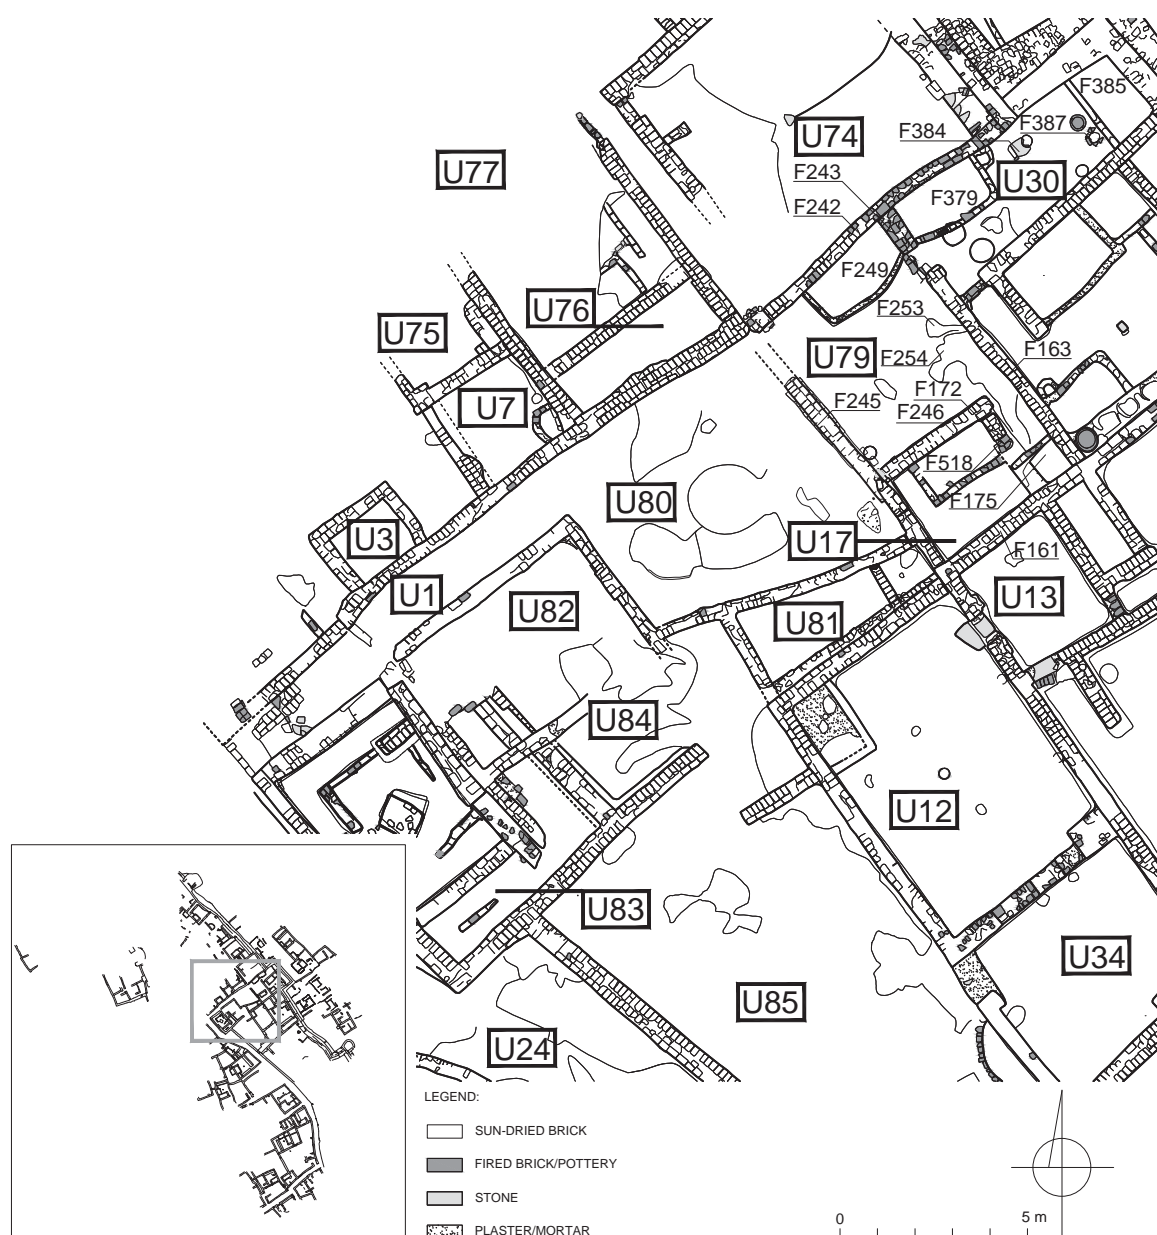 F385
U74
F384
F387
U77
F243
U30
F379
F242
F249
U76
F253
U75
U79
F163
F254
F172
U7
F245
F246
F518
U80
F175
U3
U17
F161
U1
U13
U82
U81
U84
U12
U83
U34
U85
U24
LEGEND:
SUN-DRIED BRICK
FIRED BRICK/POTTERY
STONE
0 5 m
PLASTER/MORTAR